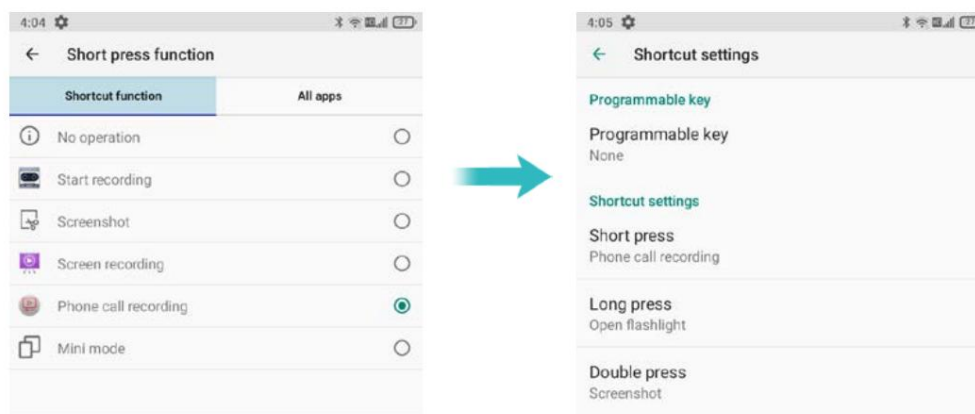 4:04
27
Short press function
Shortcut function
All apps
No operation
Start recording
Screenshot
Screen recording
Phone call recording
Mini mode
4:05
27
Shortcut settings
Programmable key
Programmable key
None
Shortcut settings
Short press
Phone call recording
Long press
Open flashlight
Double press
Screenshot